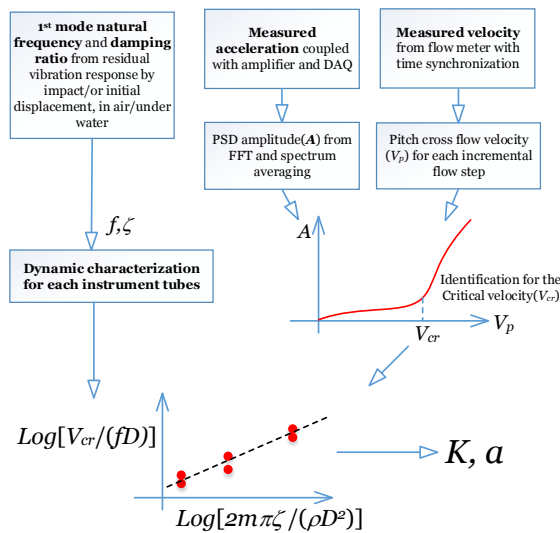 1st mode natural
frequency and damping
ratio from residual
vibration response by
impact/or initial
displacement, in air/under
water
Measured
acceleration coupled
with amplifier and DAQ
Measured velocity
from flow meter with
time synchronization
PSD amplitude(A) from
FFT and spectrum
averaging
Pitch cross flow velocity
(Vp) for each incremental
flow step
f,ζ
Dynamic characterization
for each instrument tubes
A
Identification for the
Critical velocity(Vcr)
Vcr
Vp
Log[Vcr/(fD)]
K, a
Log[2mπζ/(ρD²)]